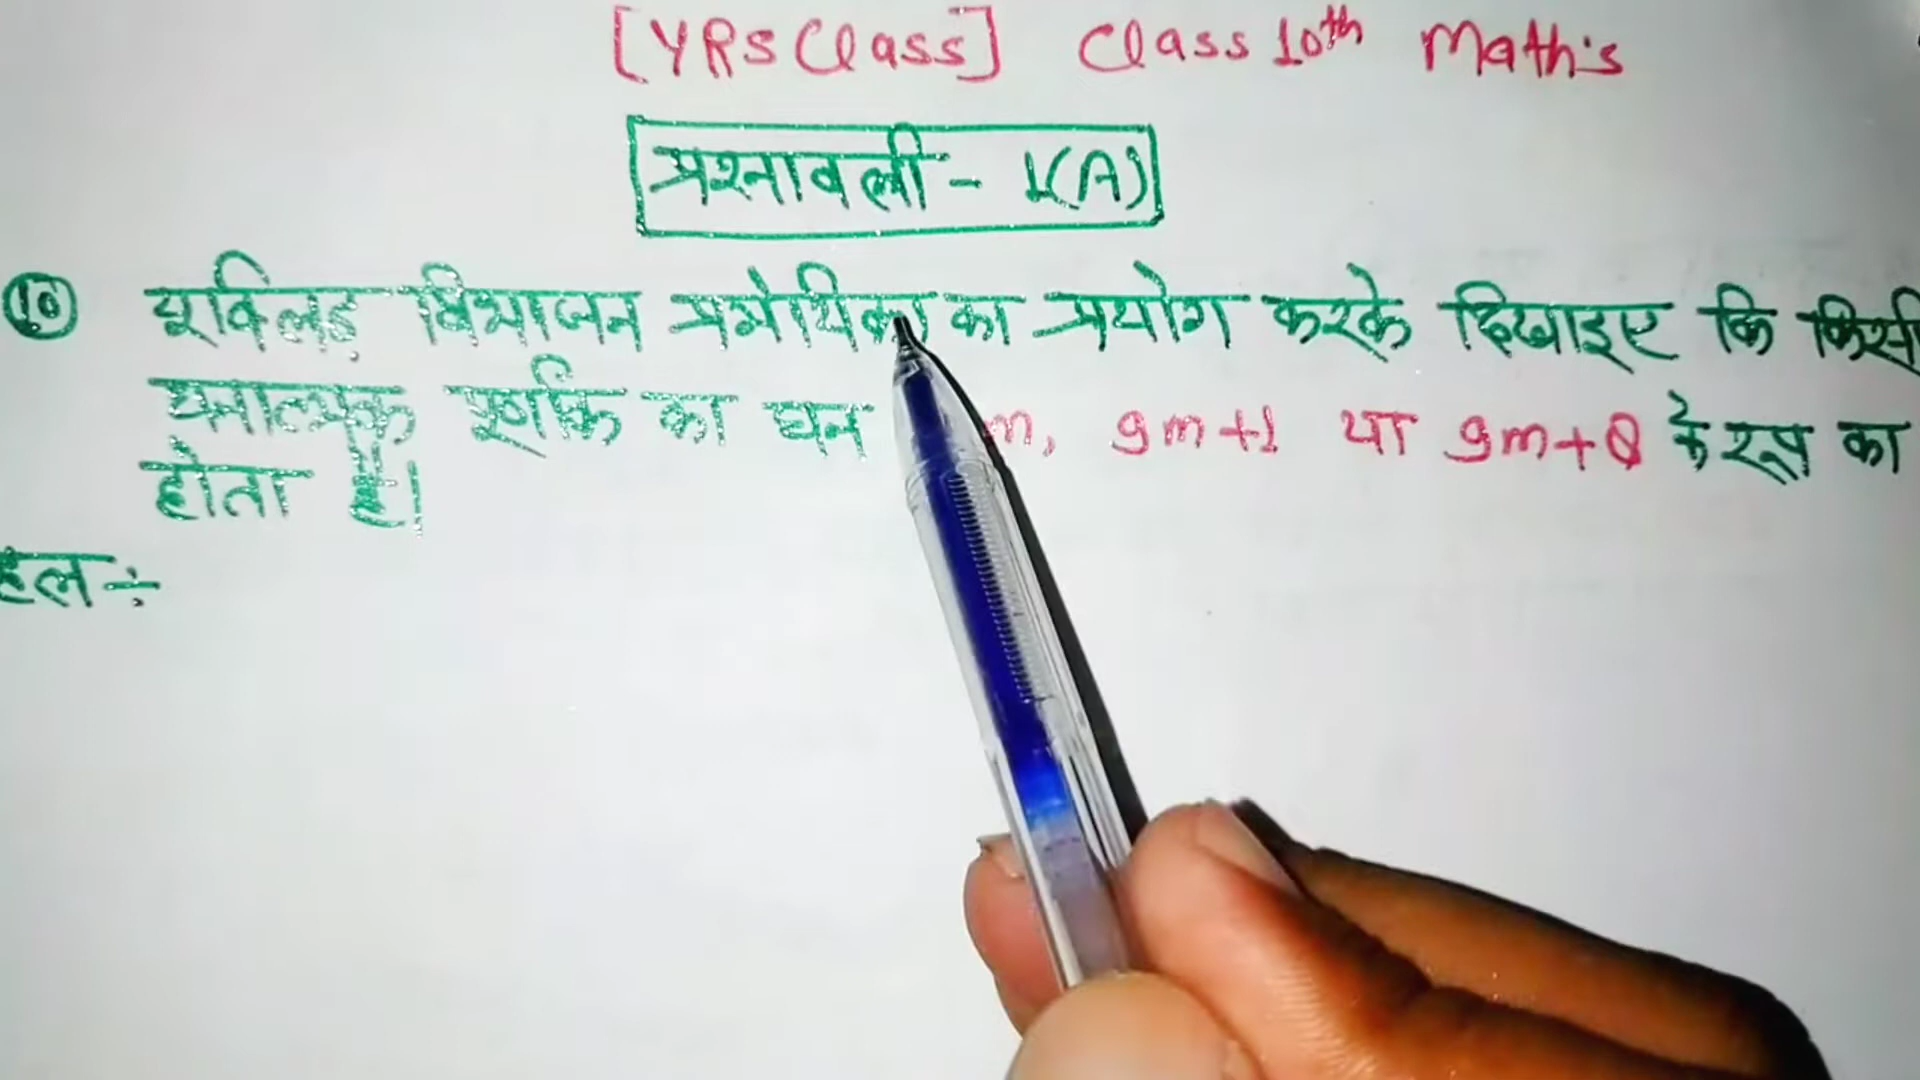 [YRs Class] Class 10th Math's
प्रश्नावली - 1(A)
10 यूक्लिड विभाजन प्रमेयिका का प्रयोग करके दिखाइए कि किसी
धनात्मक पूर्णांक का घन m, 9m+1 या 9m+8 के रूप का
होता है।
हल:-